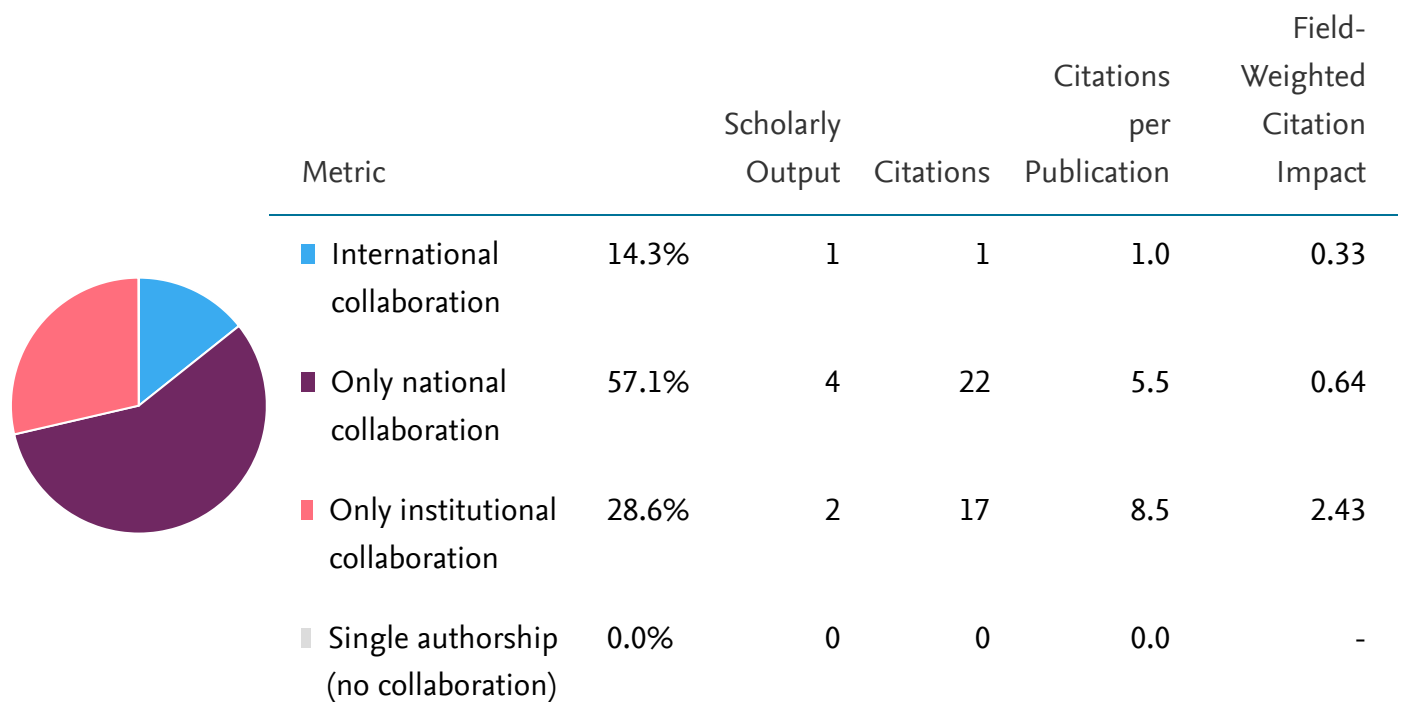 Field-
Citations Weighted
Scholarly per Citation
Metric Output Citations Publication Impact
International 14.3% 1 1 1.0 0.33
collaboration
Only national 57.1% 4 22 5.5 0.64
collaboration
Only institutional 28.6% 2 17 8.5 2.43
collaboration
Single authorship 0.0% 0 0 0.0 -
(no collaboration)